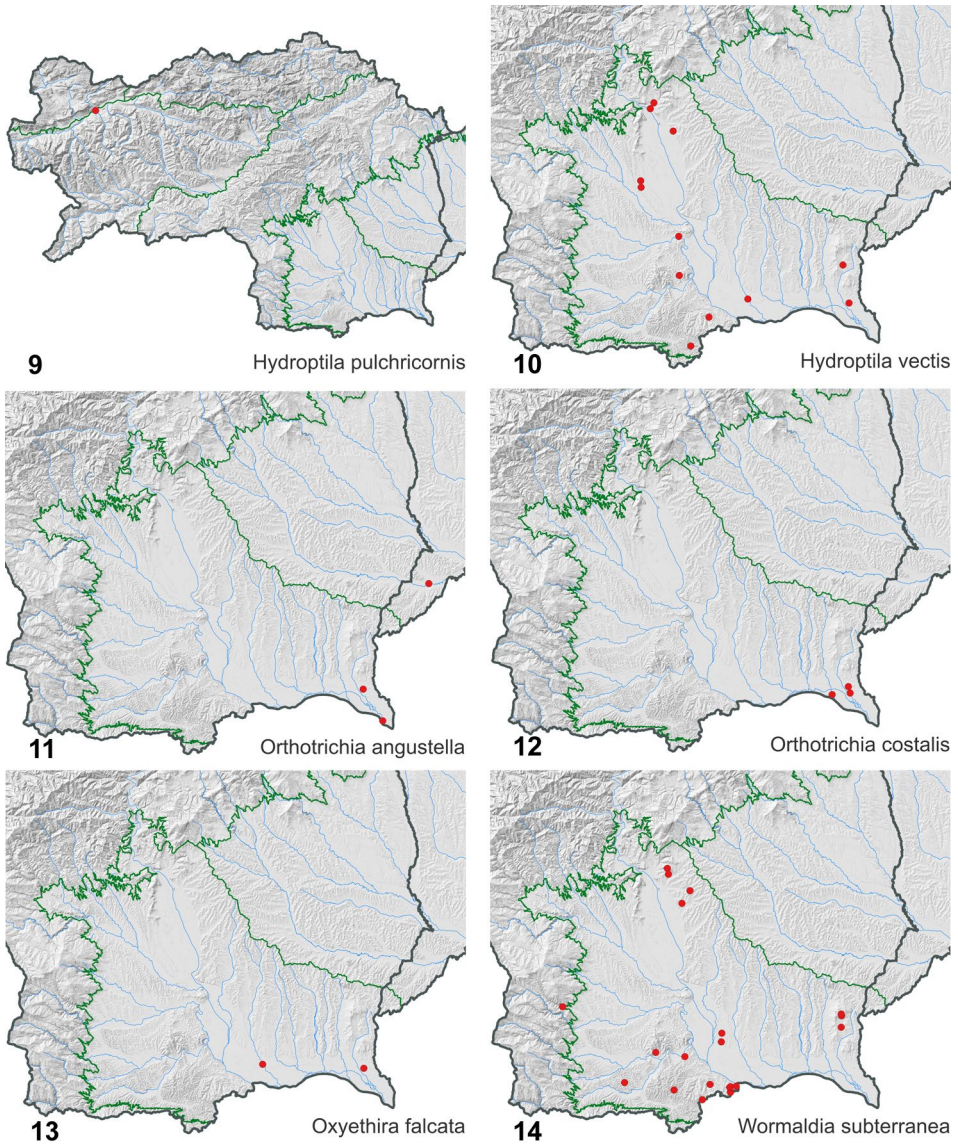 9 Hydroptila pulchricornis
10 Hydroptila vectis
11 Orthotrichia angustella
12 Orthotrichia costalis
13 Oxyethira falcata
14 Wormaldia subterranea